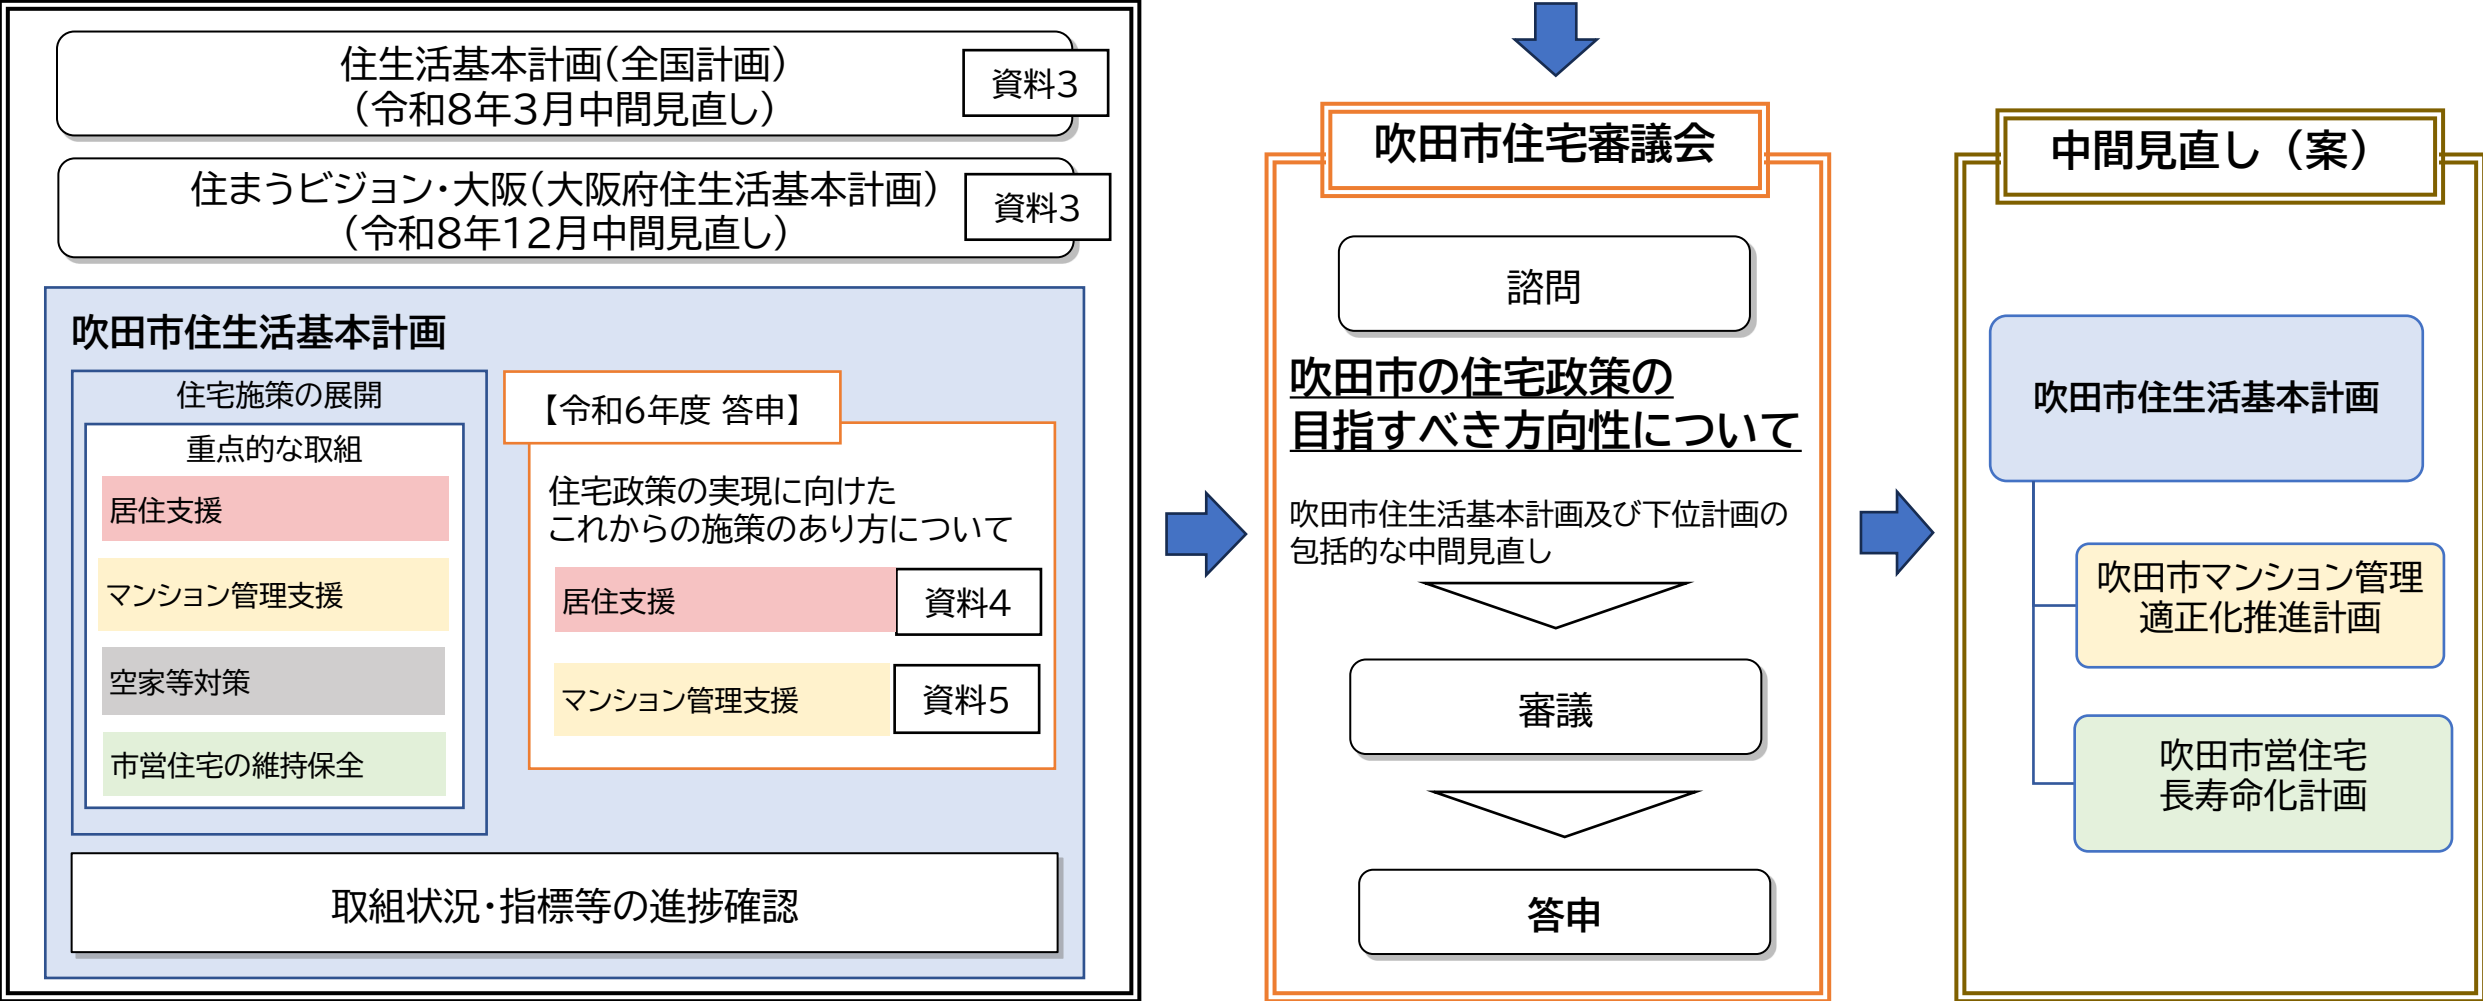 住生活基本計画(全国計画)
(令和8年3月中間見直し)
資料3
住まうビジョン・大阪(大阪府住生活基本計画)
(令和8年12月中間見直し)
資料3
吹田市住生活基本計画
住宅施策の展開
重点的な取組
居住支援
マンション管理支援
空家等対策
市営住宅の維持保全
【令和6年度 答申】
住宅政策の実現に向けた
これからの施策のあり方について
居住支援
資料4
マンション管理支援
資料5
取組状況・指標等の進捗確認
吹田市住宅審議会
諮問
吹田市の住宅政策の
目指すべき方向性について
吹田市住生活基本計画及び下位計画の
包括的な中間見直し
審議
答申
中間見直し(案)
吹田市住生活基本計画
吹田市マンション管理
適正化推進計画
吹田市営住宅
長寿命化計画